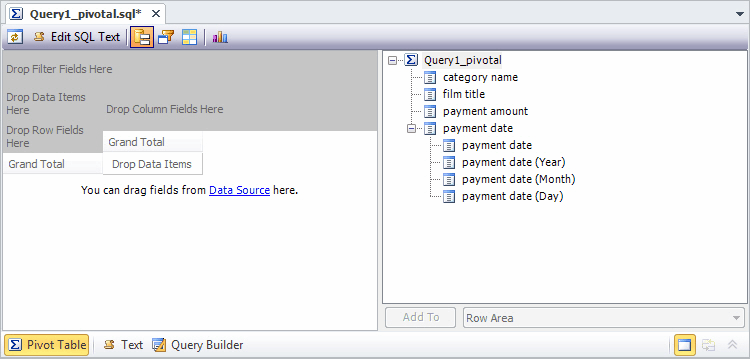 Query1_pivotal.sql*
Edit SQL Text
Drop Filter Fields Here
Drop Data Items
Here
Drop Column Fields Here
Drop Row Fields
Here
Grand Total
Grand Total
Drop Data Items
You can drag fields from Data Source here.
Query1_pivotal
category name
film title
payment amount
payment date
payment date
payment date (Year)
payment date (Month)
payment date (Day)
Add To
Row Area
Pivot Table
Text
Query Builder